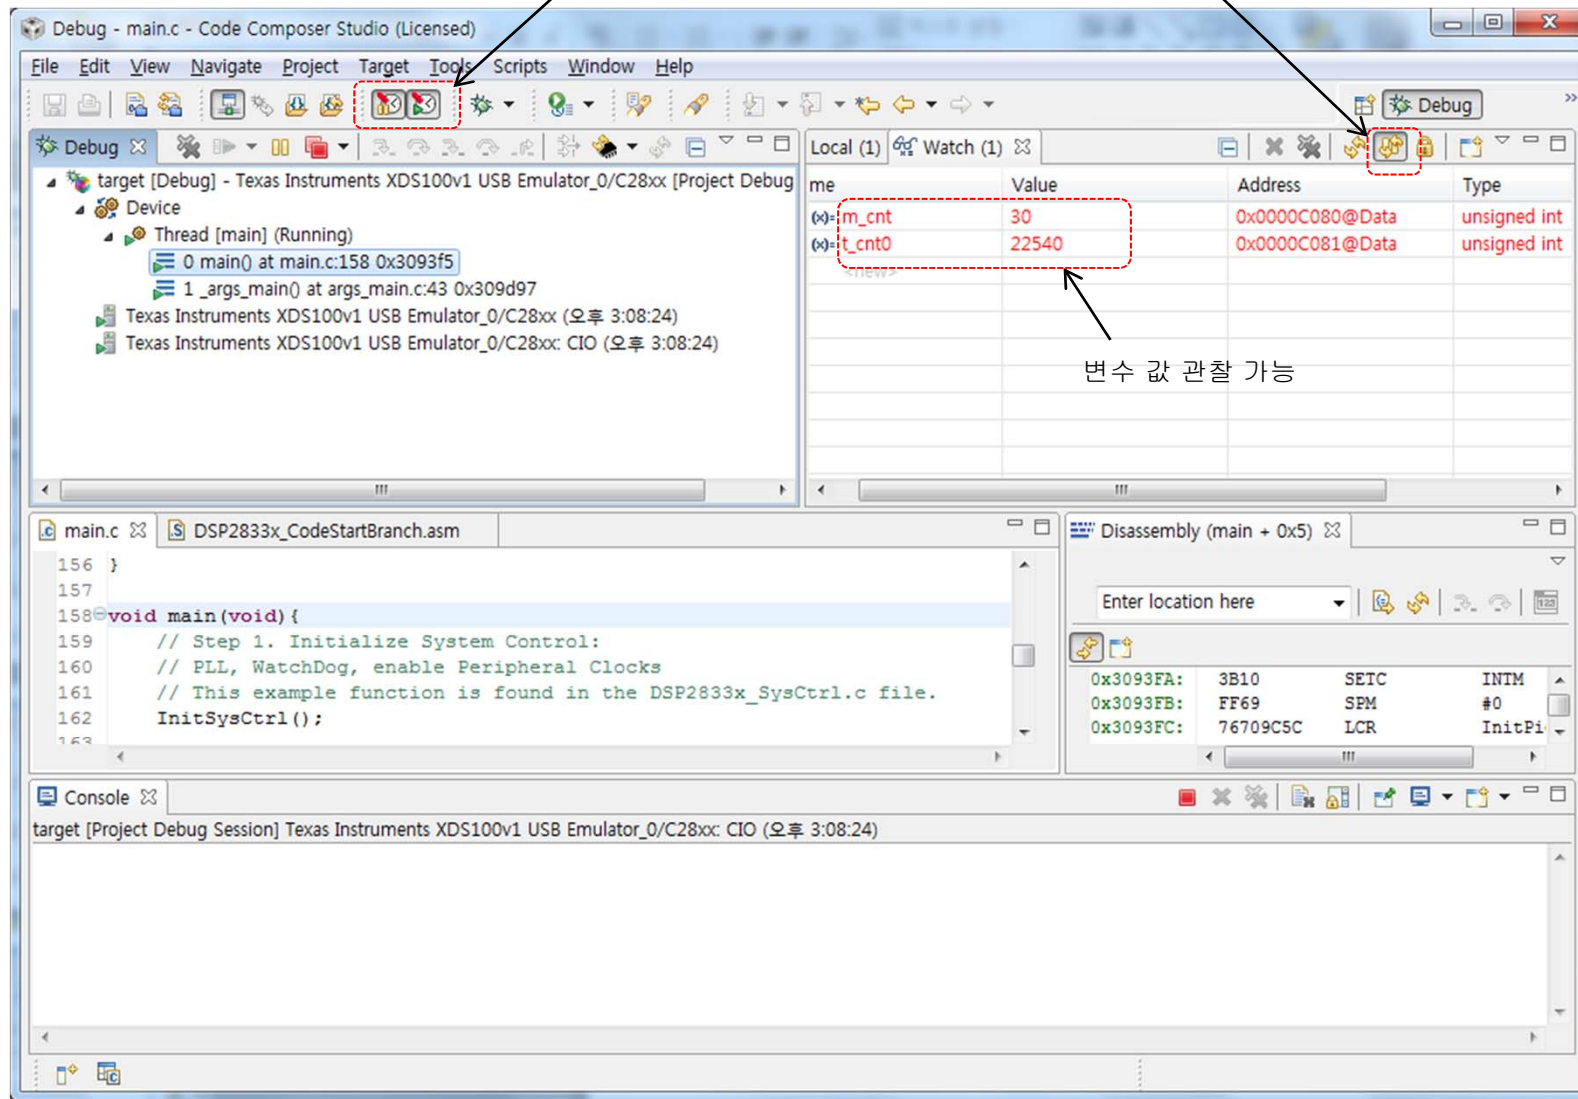 Debug - main.c - Code Composer Studio (Licensed)
File Edit View Navigate Project Target Tools Scripts Window Help
Debug
Debug
target [Debug] - Texas Instruments XDS100v1 USB Emulator_0/C28xx [Project Debug
Device
Thread [main] (Running)
0 main() at main.c:158 0x3093f5
1 _args_main() at args_main.c:43 0x309d97
Texas Instruments XDS100v1 USB Emulator_0/C28xx (오후 3:08:24)
Texas Instruments XDS100v1 USB Emulator_0/C28xx: CIO (오후 3:08:24)
Local (1) Watch (1)
me Value Address Type
(x)= m_cnt 30 0x0000C080@Data unsigned int
(x)= t_cnt0 22540 0x0000C081@Data unsigned int
<new>
변수 값 관찰 가능
main.c DSP2833x_CodeStartBranch.asm
156 }
157
158 void main(void){
159 // Step 1. Initialize System Control:
160 // PLL, WatchDog, enable Peripheral Clocks
161 // This example function is found in the DSP2833x_SysCtrl.c file.
162 InitSysCtrl();
163
Disassembly (main + 0x5)
Enter location here
0x3093FA: 3B10 SETC INTM
0x3093FB: FF69 SPM #0
0x3093FC: 76709C5C LCR InitPi
Console
target [Project Debug Session] Texas Instruments XDS100v1 USB Emulator_0/C28xx: CIO (오후 3:08:24)